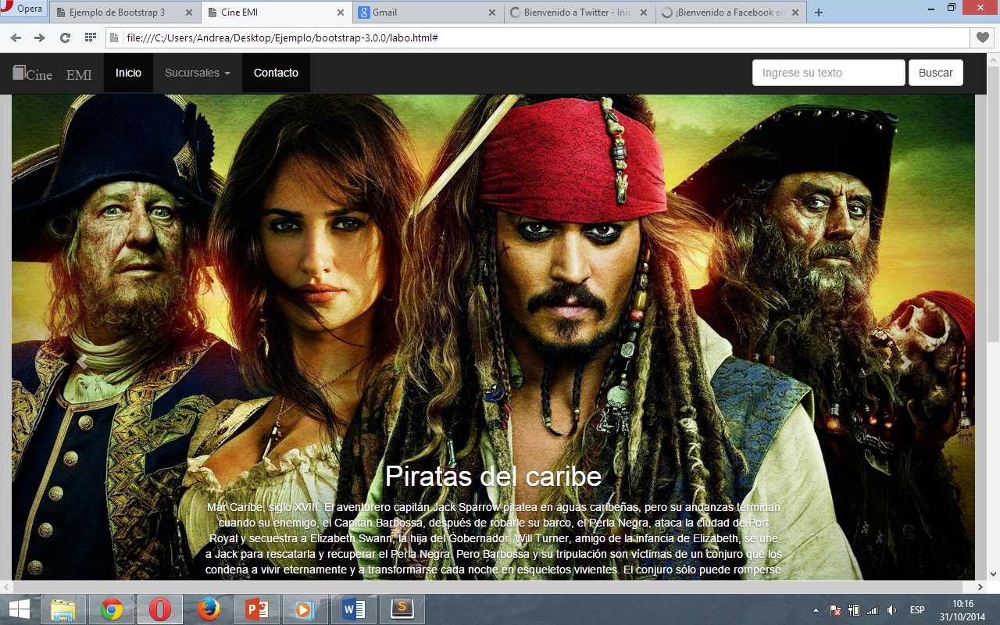 Opera
Ejemplo de Bootstrap 3
Cine EMI
Gmail
Bienvenido a Twitter - Inic
¡Bienvenido a Facebook en
file:///C:/Users/Andrea/Desktop/Ejemplo/bootstrap-3.0.0/labo.html#
Cine EMI
Inicio
Sucursales
Contacto
Ingrese su texto
Buscar
Piratas del caribe
Mar Caribe, siglo XVIII. El aventurero capitán Jack Sparrow piratea en aguas caribeñas, pero su andanzas terminan
cuando su enemigo, el Capitán Barbossa, después de robarle su barco, el Perla Negra, ataca la ciudad de Port
Royal y secuestra a Elizabeth Swann, la hija del Gobernador. Will Turner, amigo de la infancia de Elizabeth, se une
a Jack para rescatarla y recuperar el Perla Negra. Pero Barbossa y su tripulación son víctimas de un conjuro que los
condena a vivir eternamente y a transformarse cada noche en esqueletos vivientes. El conjuro sólo puede romperse
ESP
10:16
31/10/2014